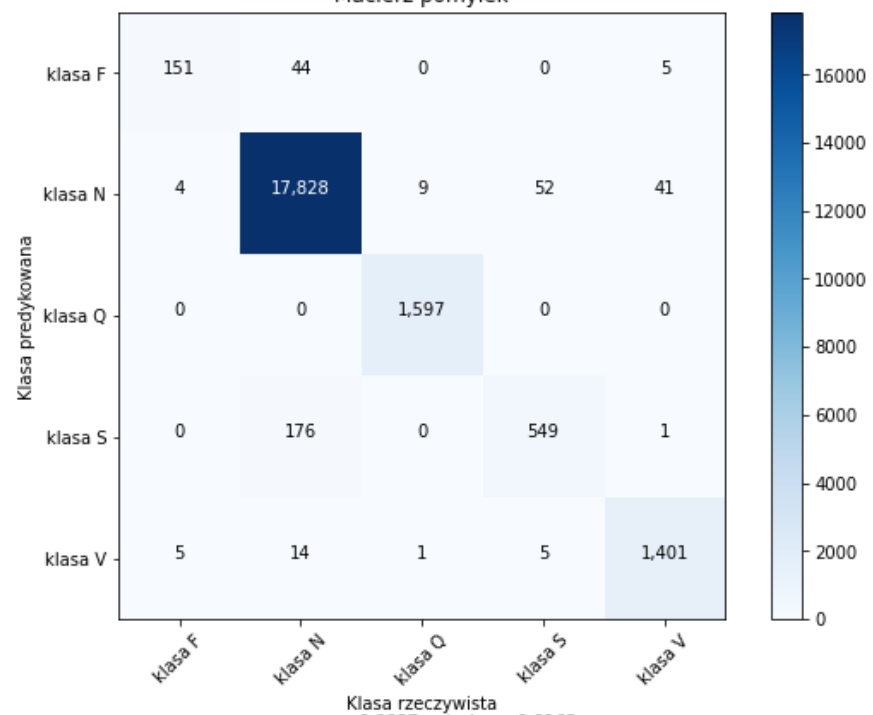 klasa F 151 44 0 0 5
klasa N 4 17,828 9 52 41
klasa Q 0 0 1,597 0 0
klasa S 0 176 0 549 1
klasa V 5 14 1 5 1,401
Klasa predykowana
klasa F klasa N klasa Q klasa S klasa V
Klasa rzeczywista
16000
14000
12000
10000
8000
6000
4000
2000
0